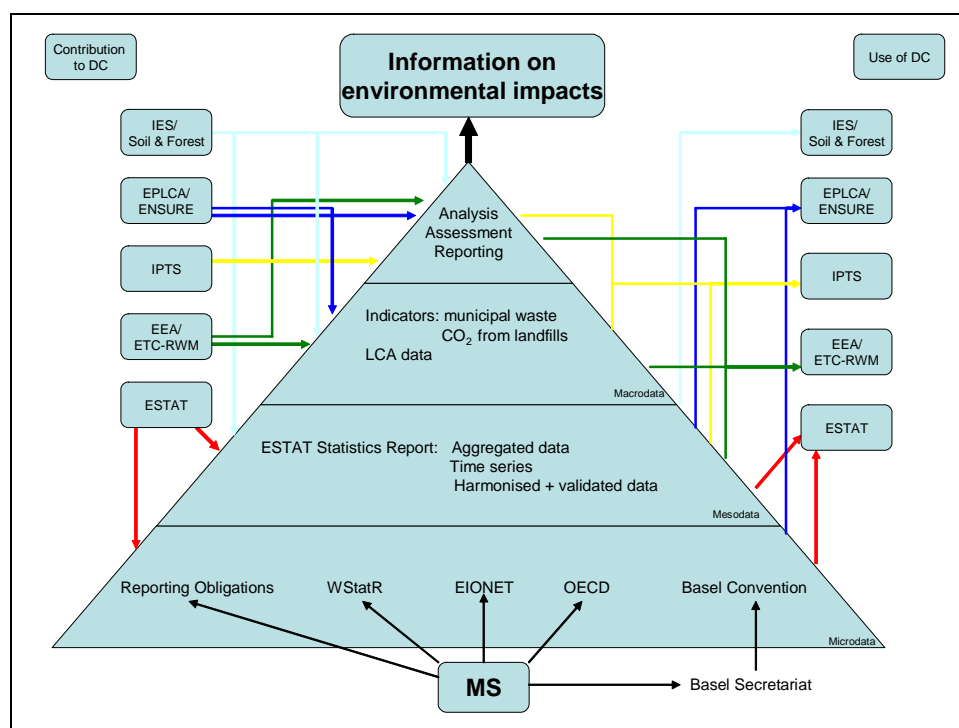 Contribution
to DC
Information on
environmental impacts
Use of DC
IES/
Soil & Forest
EPLCA/
ENSURE
IPTS
EEA/
ETC-RWM
ESTAT
Analysis
Assessment
Reporting
Indicators: municipal waste
CO₂ from landfills
LCA data
Macrodata
ESTAT Statistics Report: Aggregated data
Time series
Harmonised + validated data
Mesodata
Reporting Obligations
WStatR
EIONET
OECD
Basel Convention
Microdata
MS
Basel Secretariat
IES/
Soil & Forest
EPLCA/
ENSURE
IPTS
EEA/
ETC-RWM
ESTAT